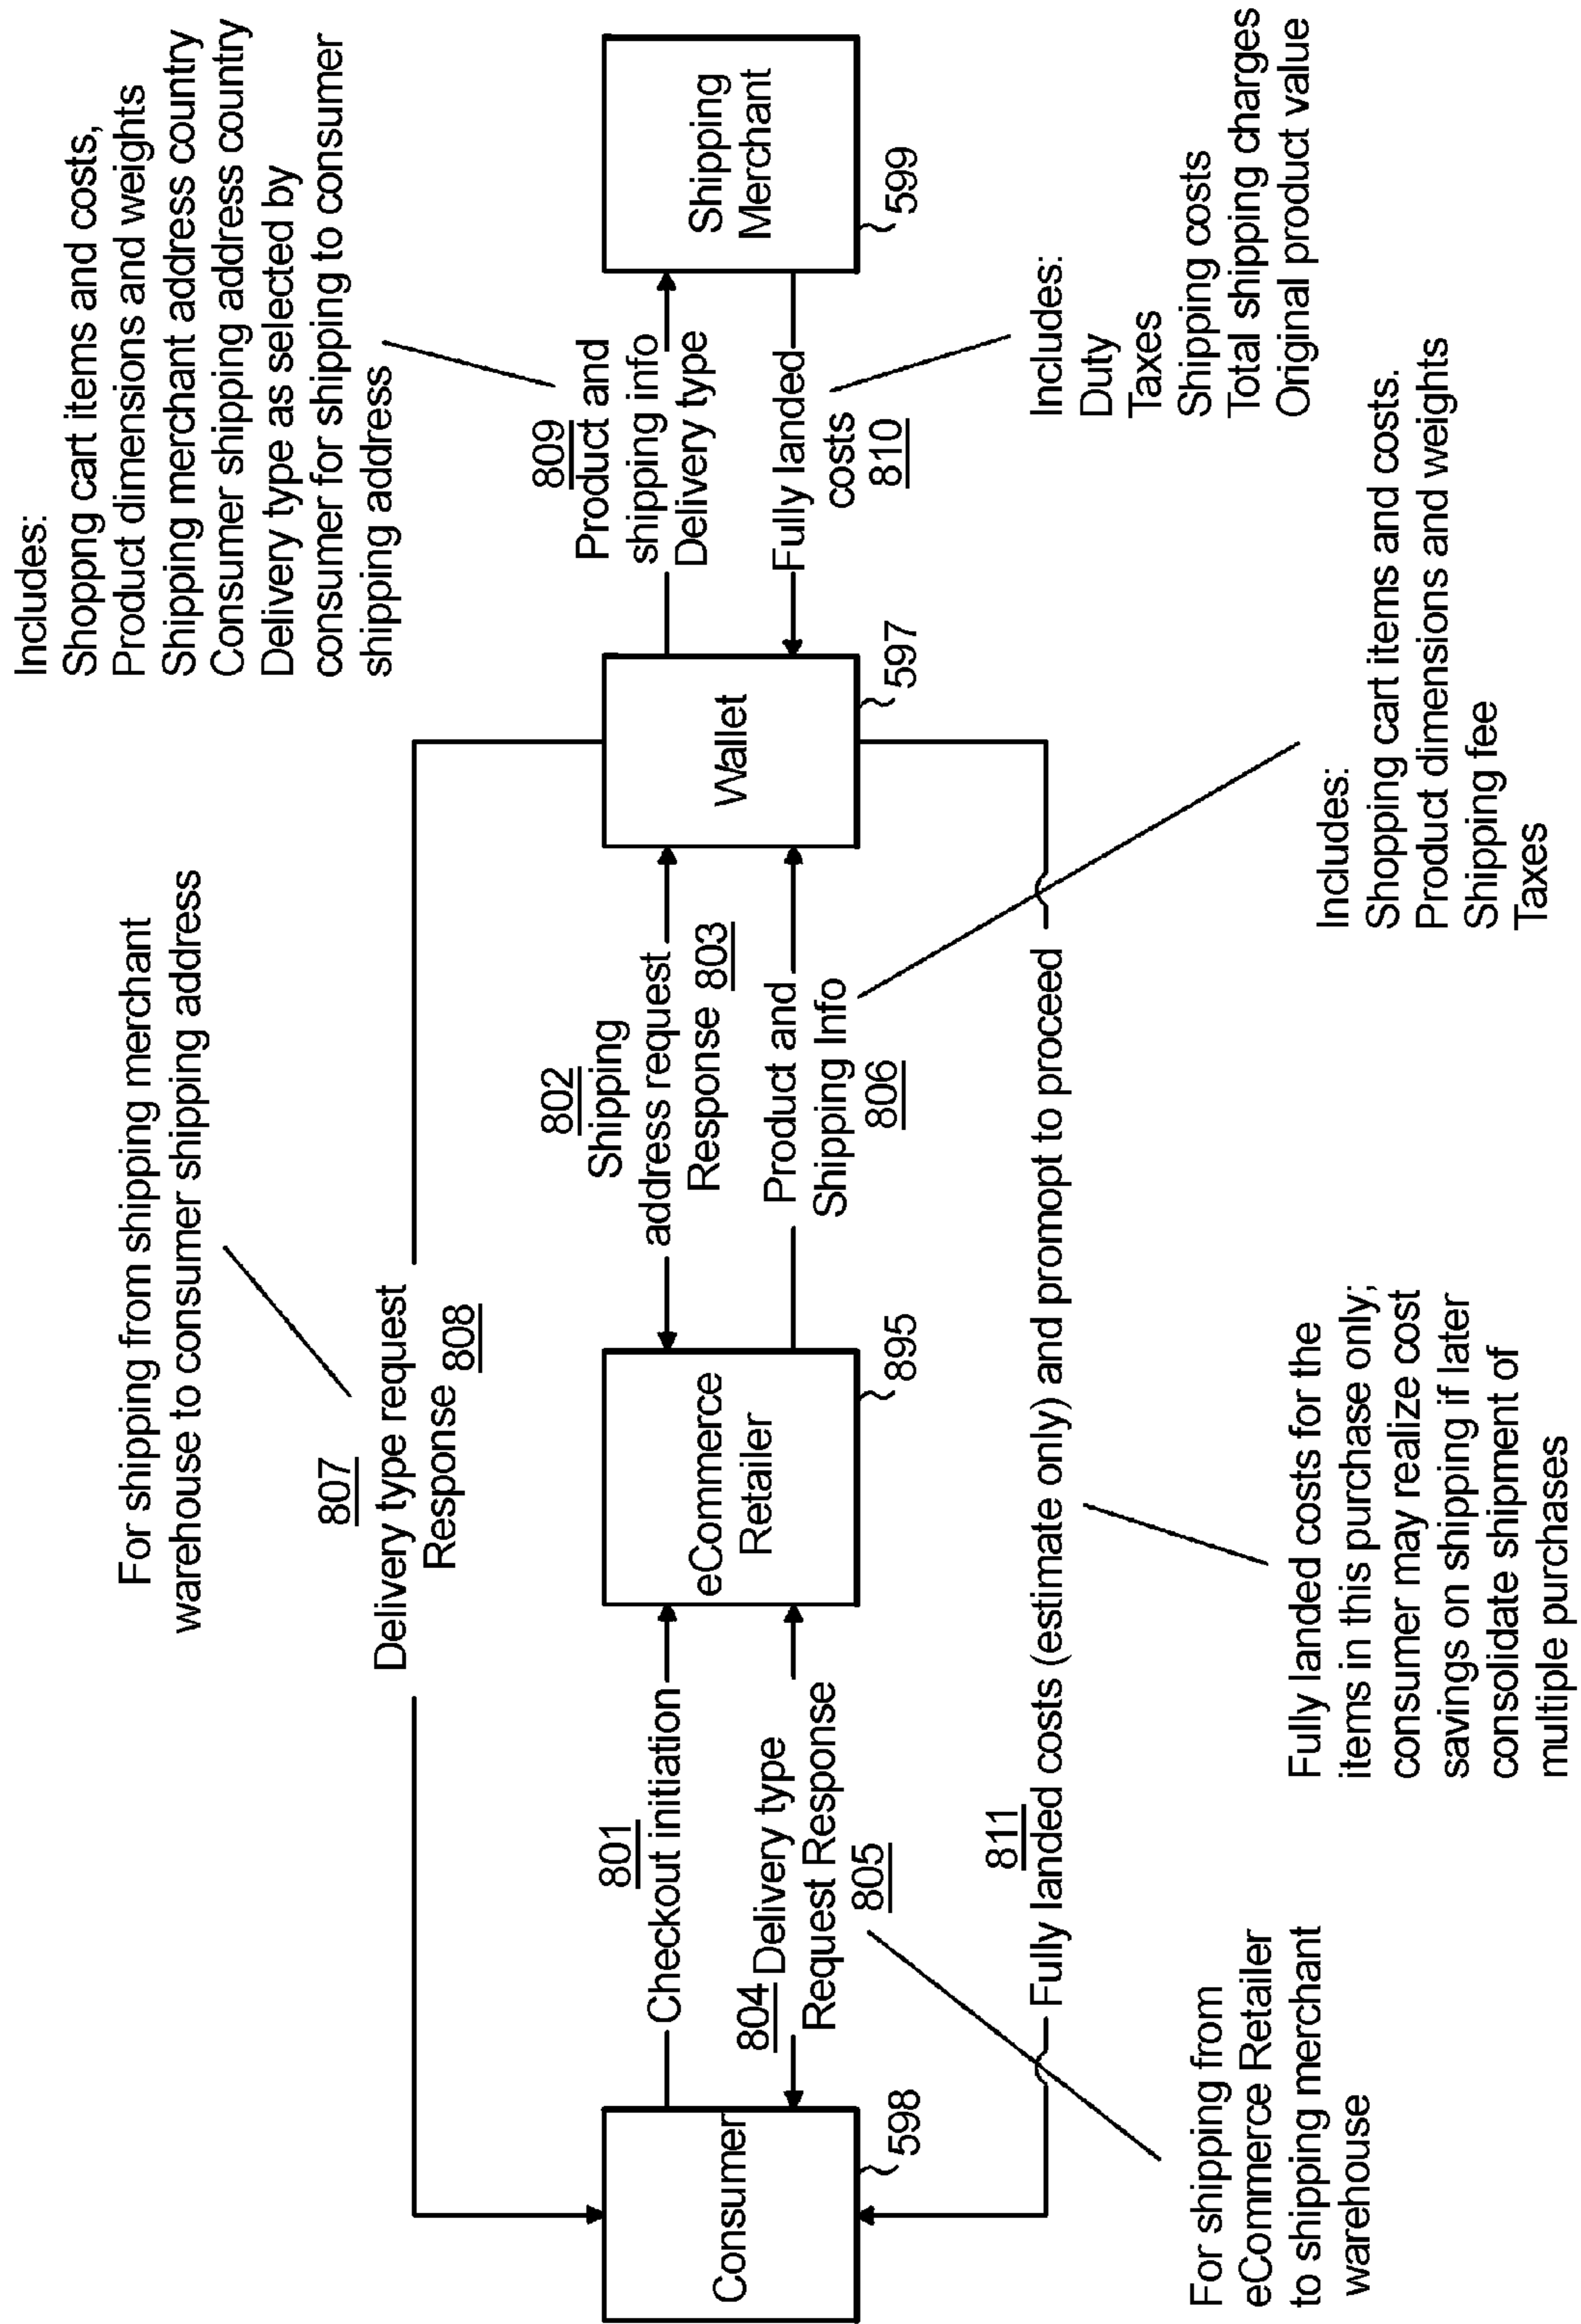 Includes:
Shoppng cart items and costs,
Product dimensions and weights
Shipping merchant address country
Consumer shipping address country
Delivery type as selected by
consumer for shipping to consumer
shipping address
For shipping from shipping merchant
warehouse to consumer shipping address
807
Delivery type request
Response 808
801
Checkout initiation
804 Delivery type
Request Response
805
802
Shipping
address request
Response 803
Product and
Shipping Info
806
809
Product and
shipping info
Delivery type
Fully landed
costs
810
Consumer
598
eCommerce
Retailer
895
Wallet
597
Shipping
Merchant
599
811
Fully landed costs (estimate only) and promopt to proceed
Includes:
Duty
Taxes
Shipping costs
Total shipping charges
Original product value
For shipping from
eCommerce Retailer
to shipping merchant
warehouse
Fully landed costs for the
items in this purchase only;
consumer may realize cost
savings on shipping if later
consolidate shipment of
multiple purchases
Includes:
Shopping cart items and costs.
Product dimensions and weights
Shipping fee
Taxes